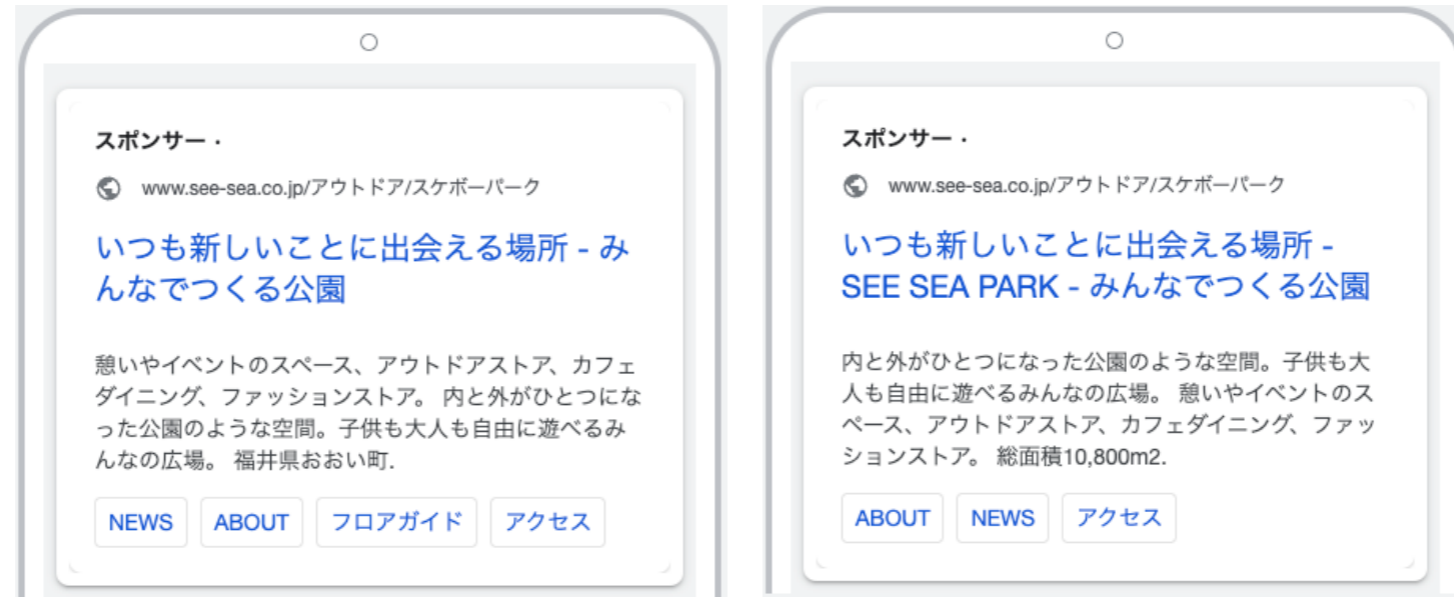 スポンサー ·
www.see-sea.co.jp/アウトドア/スケボーパーク
いつも新しいことに出会える場所 - み
んなでつくる公園
憩いやイベントのスペース、アウトドアストア、カフェ
ダイニング、ファッションストア。 内と外がひとつにな
った公園のような空間。子供も大人も自由に遊べるみ
んなの広場。 福井県おおい町.
NEWS ABOUT フロアガイド アクセス
スポンサー ·
www.see-sea.co.jp/アウトドア/スケボーパーク
いつも新しいことに出会える場所 -
SEE SEA PARK - みんなでつくる公園
内と外がひとつになった公園のような空間。子供も大
人も自由に遊べるみんなの広場。 憩いやイベントのス
ペース、アウトドアストア、カフェダイニング、ファッ
ションストア。 総面積10,800m2.
ABOUT NEWS アクセス